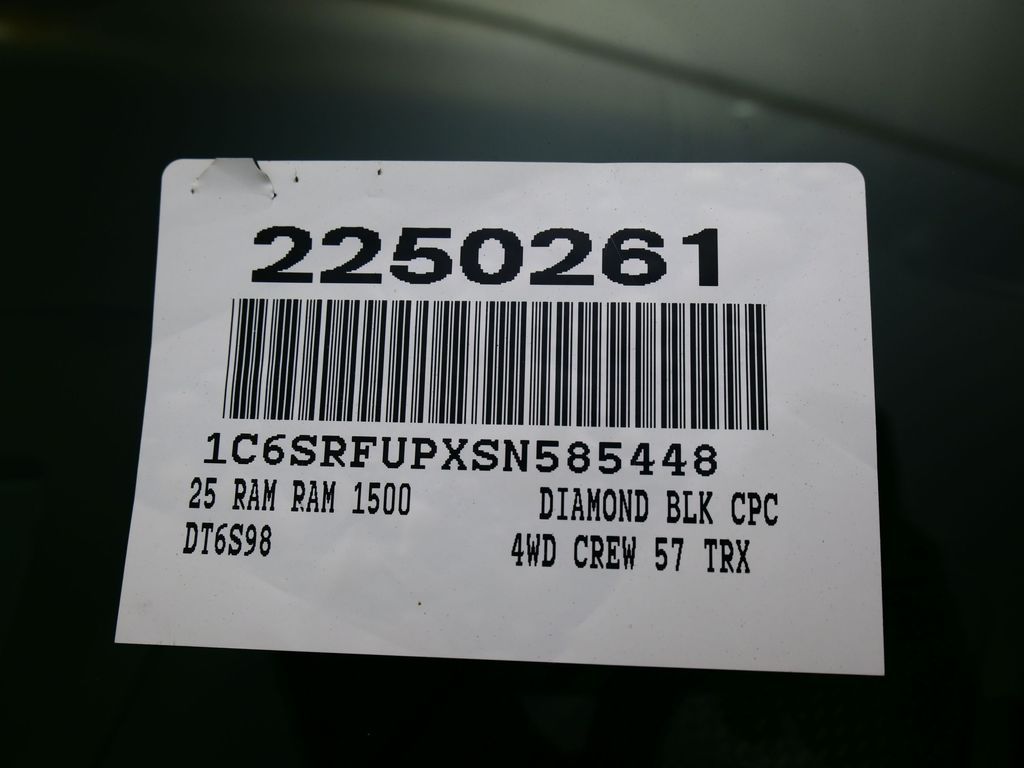 2250261
1C6SRFUPXSN585448
25 RAM RAM 1500 DIAMOND BLK CPC
DT6S98 4WD CREW 57 TRX